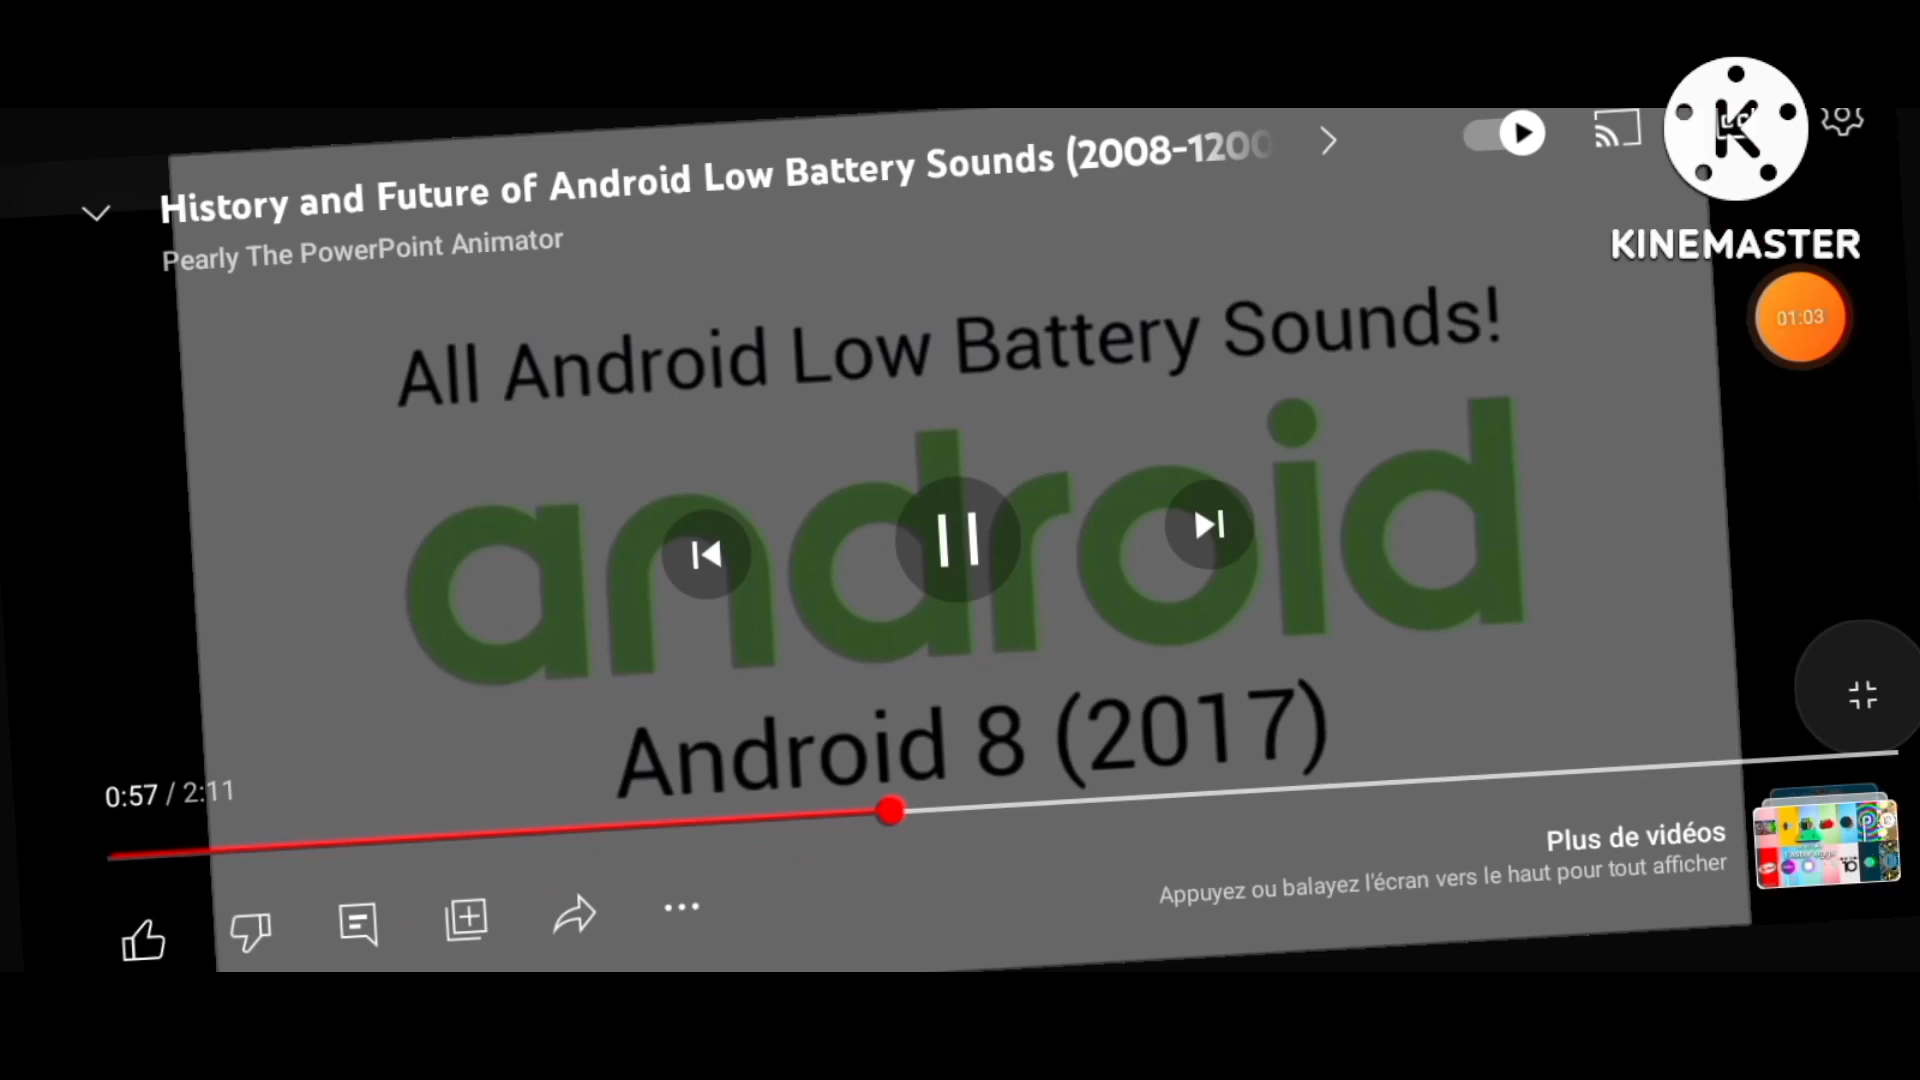 History and Future of Android Low Battery Sounds (2008-1200
Pearly The PowerPoint Animator
KINEMASTER
01:03
All Android Low Battery Sounds!
android
Android 8 (2017)
0:57 / 2:11
Plus de vidéos
Appuyez ou balayez l'écran vers le haut pour tout afficher